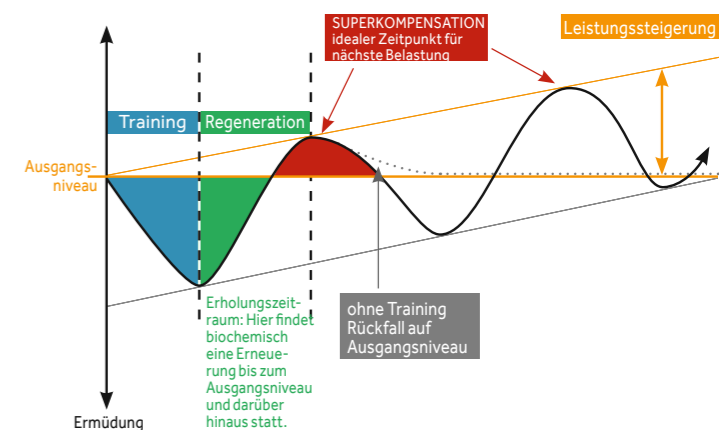 SUPERKOMPENSATION
idealer Zeitpunkt für
nächste Belastung
Leistungssteigerung
Training
Regeneration
Ausgangs-
niveau
Erholungszeit-
raum: Hier findet
biochemisch
eine Erneue-
rung bis zum
Ausgangsniveau
und darüber
hinaus statt.
ohne Training
Rückfall auf
Ausgangsniveau
Ermüdung